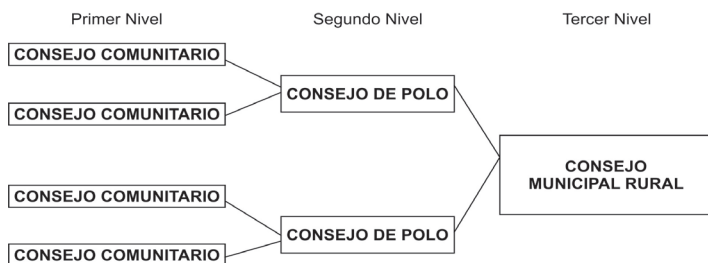 Primer Nivel
Segundo Nivel
Tercer Nivel
CONSEJO COMUNITARIO
CONSEJO COMUNITARIO
CONSEJO DE POLO
CONSEJO
MUNICIPAL RURAL
CONSEJO COMUNITARIO
CONSEJO COMUNITARIO
CONSEJO DE POLO